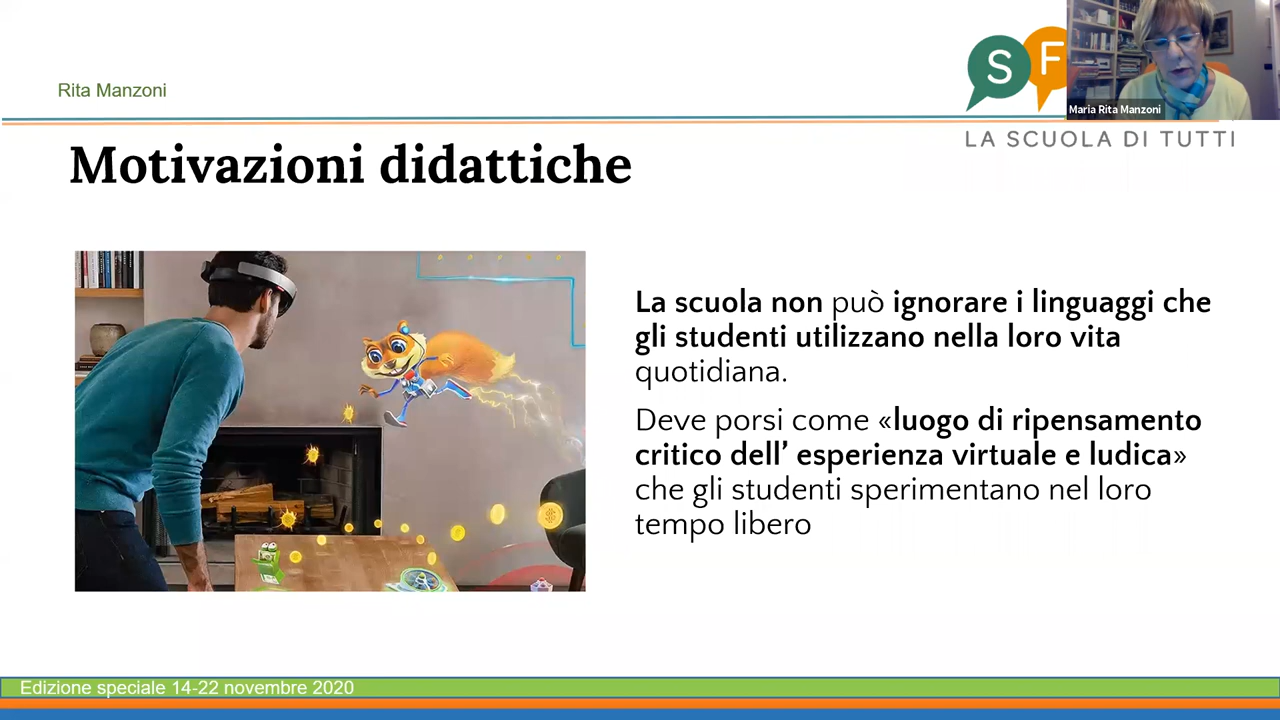 Rita Manzoni
S F
Maria Rita Manzoni
LA SCUOLA DI TUTTI
Motivazioni didattiche
La scuola non può ignorare i linguaggi che
gli studenti utilizzano nella loro vita
quotidiana.
Deve porsi come «luogo di ripensamento
critico dell’ esperienza virtuale e ludica»
che gli studenti sperimentano nel loro
tempo libero
Edizione speciale 14-22 novembre 2020